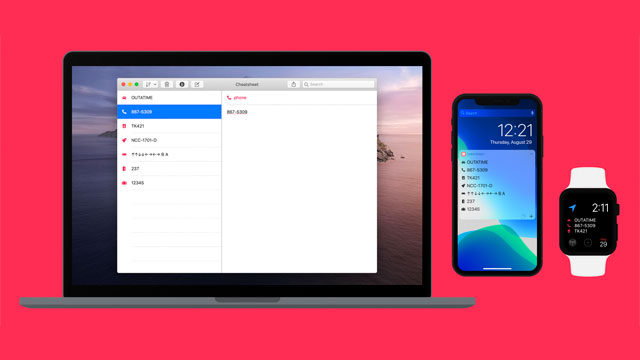 Cheatsheet
Search
OUTATIME
867-5309
TK421
NCC-1701-D
↑↑↓↓←→←→B A
237
12345
phone
867-5309
Search
12:21
Thursday, August 29
OUTATIME
867-5309
TK421
NCC-1701-D
↑↑↓↓←→←→B A
237
12345
2:11
OUTATIME
867-5309
TK421
29